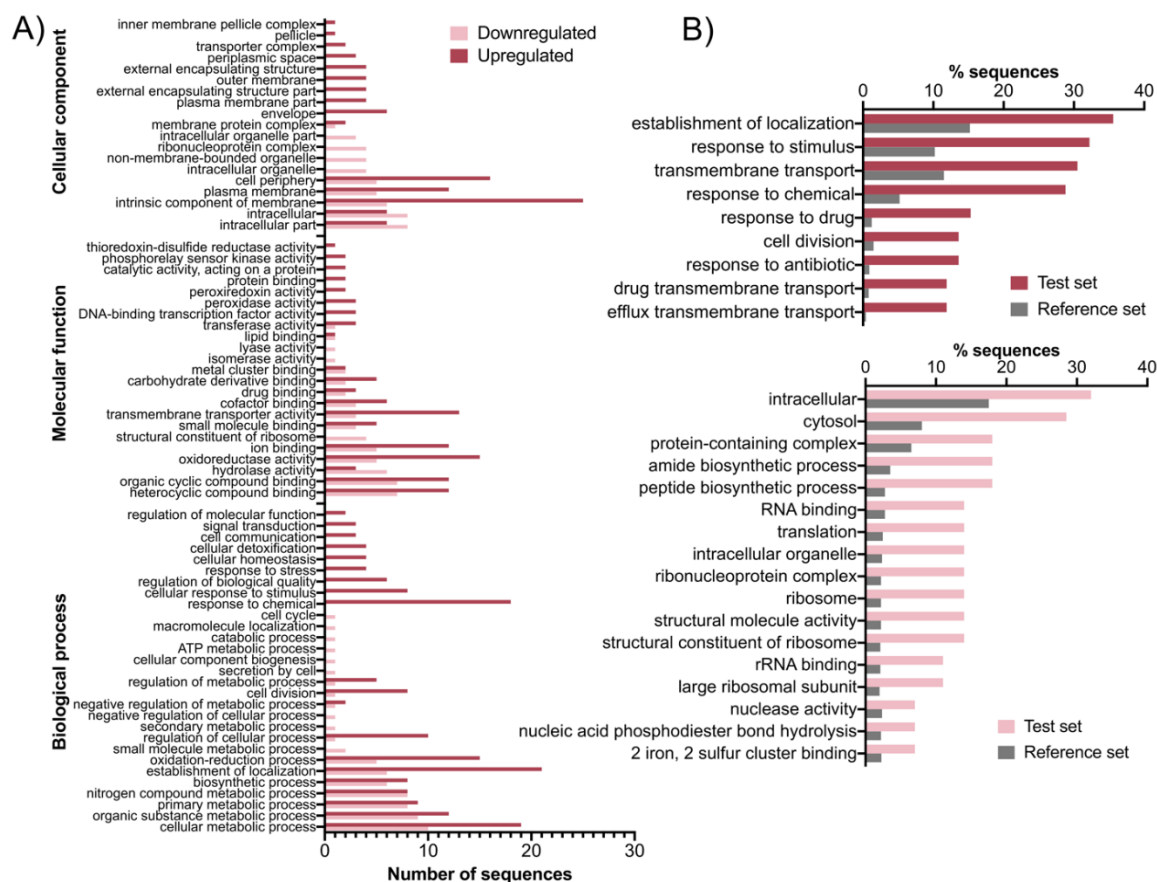 A)
Downregulated
Upregulated
Cellular component
inner membrane pellicle complex
pellicle
transporter complex
periplasmic space
external encapsulating structure
outer membrane
external encapsulating structure part
plasma membrane part
envelope
membrane protein complex
intracellular organelle part
ribonucleoprotein complex
non-membrane-bounded organelle
intracellular organelle
cell periphery
plasma membrane
intrinsic component of membrane
intracellular
intracellular part
Molecular function
thioredoxin-disulfide reductase activity
phosphorelay sensor kinase activity
catalytic activity, acting on a protein
protein binding
peroxiredoxin activity
peroxidase activity
DNA-binding transcription factor activity
transferase activity
lipid binding
lyase activity
isomerase activity
metal cluster binding
carbohydrate derivative binding
drug binding
cofactor binding
transmembrane transporter activity
small molecule binding
structural constituent of ribosome
ion binding
oxidoreductase activity
hydrolase activity
organic cyclic compound binding
heterocyclic compound binding
Biological process
regulation of molecular function
signal transduction
cell communication
cellular detoxification
cellular homeostasis
response to stress
regulation of biological quality
cellular response to stimulus
response to chemical
cell cycle
macromolecule localization
catabolic process
ATP metabolic process
cellular component biogenesis
secretion by cell
regulation of metabolic process
cell division
negative regulation of metabolic process
negative regulation of cellular process
secondary metabolic process
regulation of cellular process
small molecule metabolic process
oxidation-reduction process
establishment of localization
biosynthetic process
nitrogen compound metabolic process
primary metabolic process
organic substance metabolic process
cellular metabolic process
0 10 20 30
Number of sequences
B)
% sequences
0 10 20 30 40
establishment of localization
response to stimulus
transmembrane transport
response to chemical
response to drug
cell division
response to antibiotic
drug transmembrane transport
efflux transmembrane transport
Test set
Reference set
% sequences
0 10 20 30 40
intracellular
cytosol
protein-containing complex
amide biosynthetic process
peptide biosynthetic process
RNA binding
translation
intracellular organelle
ribonucleoprotein complex
ribosome
structural molecule activity
structural constituent of ribosome
rRNA binding
large ribosomal subunit
nuclease activity
nucleic acid phosphodiester bond hydrolysis
2 iron, 2 sulfur cluster binding
Test set
Reference set